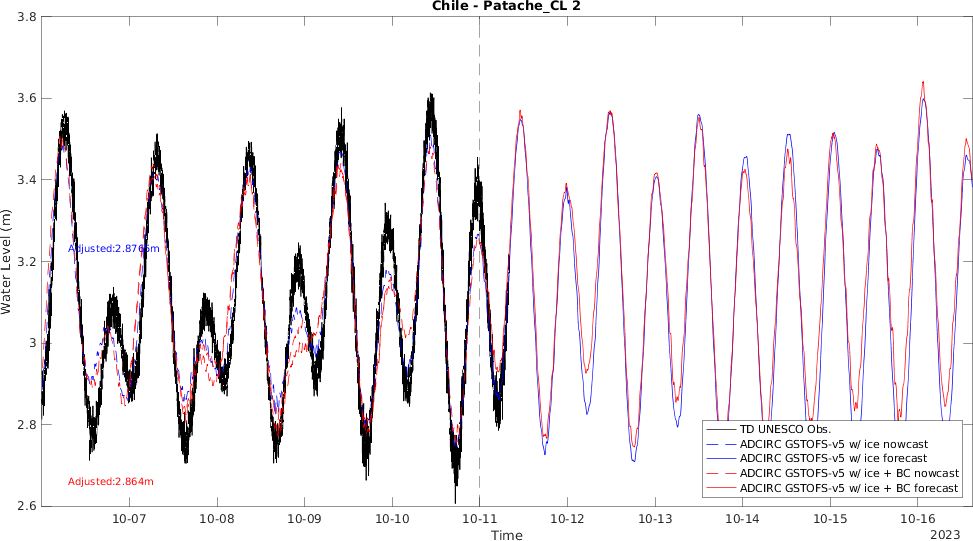 Chile - Patache_CL 2
3.8
3.6
3.4
3.2
3
2.8
2.6
Water Level (m)
Adjusted:2.8766m
Adjusted:2.864m
TD UNESCO Obs.
ADCIRC GSTOFS-v5 w/ ice nowcast
ADCIRC GSTOFS-v5 w/ ice forecast
ADCIRC GSTOFS-v5 w/ ice + BC nowcast
ADCIRC GSTOFS-v5 w/ ice + BC forecast
10-07 10-08 10-09 10-10 10-11 10-12 10-13 10-14 10-15 10-16
Time
2023